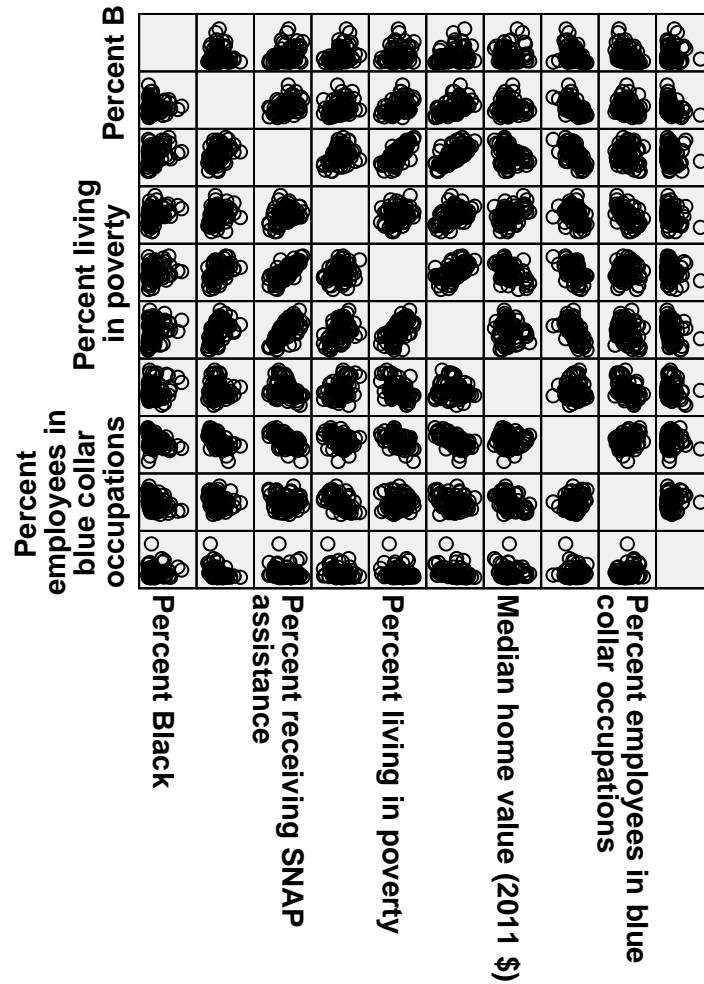 Percent B
Percent living
in poverty
Percent
employees in
blue collar
occupations
Percent Black
Percent receiving SNAP
assistance
Percent living in poverty
Median home value (2011 $)
Percent employees in blue
collar occupations